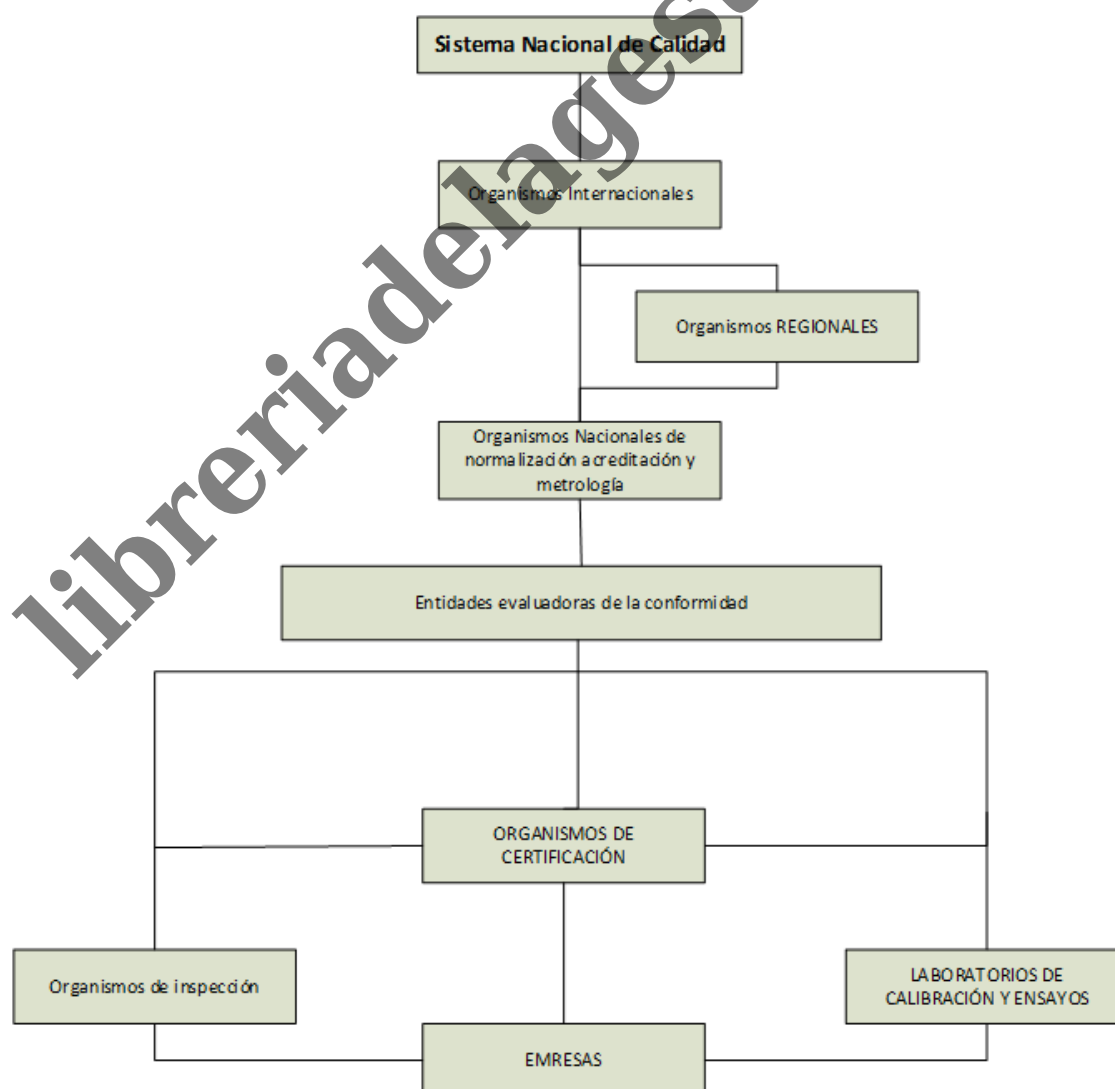 Sistema Nacional de Calidad
Organismos Internacionales
Organismos REGIONALES
Organismos Nacionales de
normalización acreditación y
metrología
Entidades evaluadoras de la conformidad
ORGANISMOS DE
CERTIFICACIÓN
Organismos de inspección
LABORATORIOS DE
CALIBRACIÓN Y ENSAYOS
EMRESAS